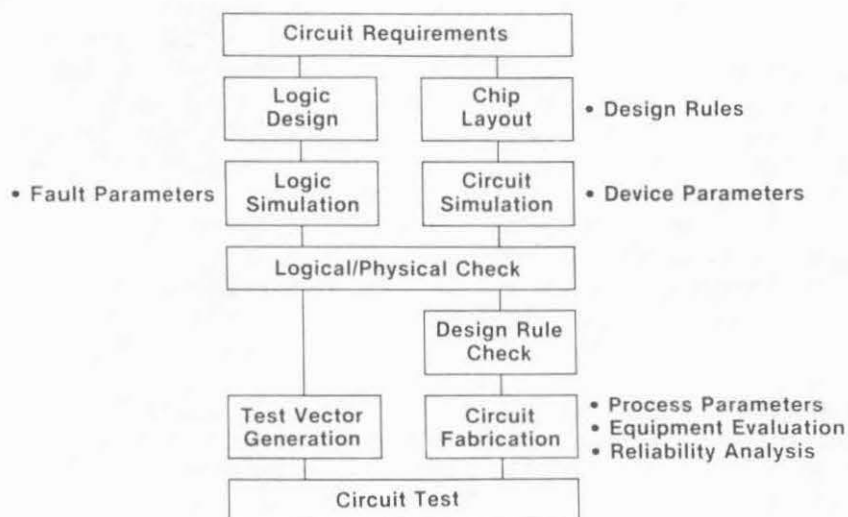 Circuit Requirements
Logic
Design
Chip
Layout
• Design Rules
• Fault Parameters
Logic
Simulation
Circuit
Simulation
• Device Parameters
Logical/Physical Check
Design Rule
Check
Test Vector
Generation
Circuit
Fabrication
• Process Parameters
• Equipment Evaluation
• Reliability Analysis
Circuit Test